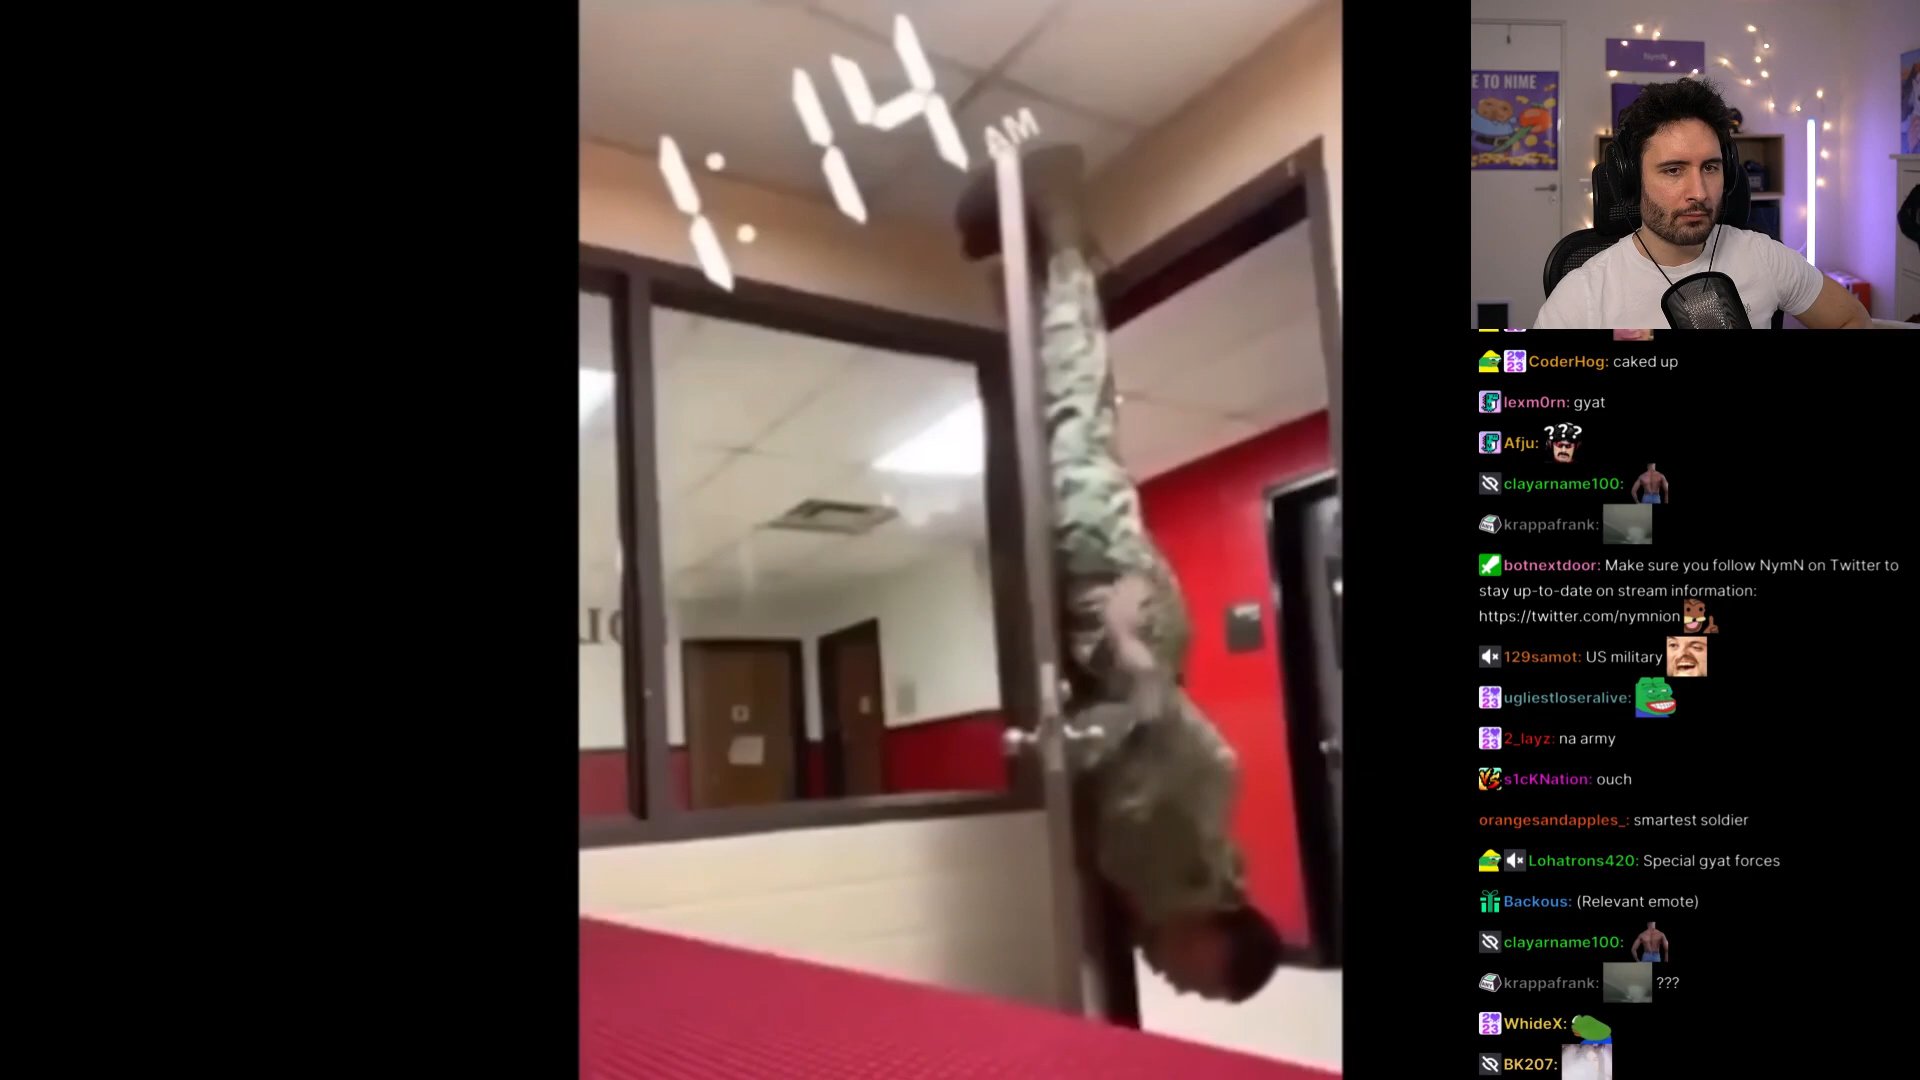 1:14
AM
E TO NIME
NymN
CoderHog: caked up
lexm0rn: gyat
Afju: ???
clayarname100:
krappafrank:
botnextdoor: Make sure you follow NymN on Twitter to
stay up-to-date on stream information:
https://twitter.com/nymnion
129samot: US military
ugliestloseralive:
2_layz: na army
s1cKNation: ouch
orangesandapples_: smartest soldier
Lohatrons420: Special gyat forces
Backous: (Relevant emote)
clayarname100:
krappafrank: ???
WhideX:
BK207: